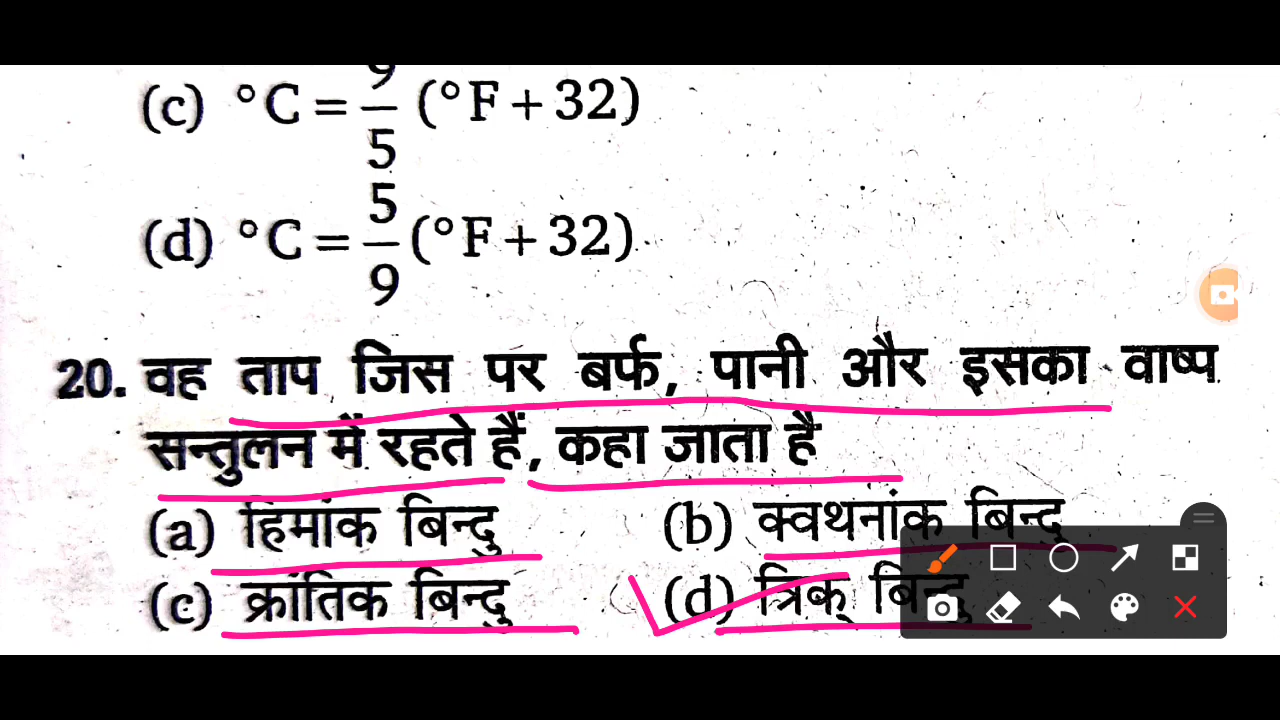 (c) °C = 9/5 (°F + 32)
(d) °C = 5/9 (°F + 32)
20. वह ताप जिस पर बर्फ, पानी और इसका वाष्प
सन्तुलन में रहते हैं, कहा जाता है
(a) हिमांक बिन्दु (b) क्वथनांक बिन्दु
(c) क्रांतिक बिन्दु (d) त्रिक् बिन्दु